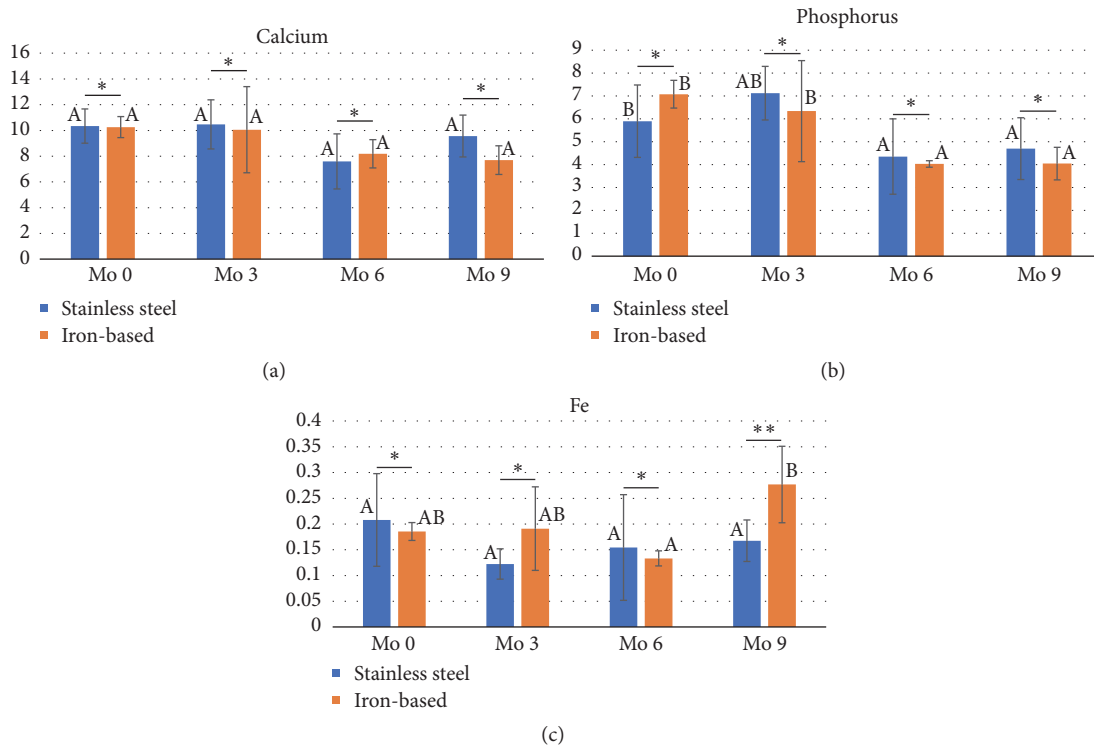 Calcium
16
14
12
10
8
6
4
2
0
* * * *
A A A A A A A A
Mo 0 Mo 3 Mo 6 Mo 9
Stainless steel
Iron-based
(a)
Phosphorus
9
8
7
6
5
4
3
2
1
0
* * * *
B B AB B A A A A
Mo 0 Mo 3 Mo 6 Mo 9
Stainless steel
Iron-based
(b)
Fe
0.4
0.35
0.3
0.25
0.2
0.15
0.1
0.05
0
* * * **
A AB A AB A A A B
Mo 0 Mo 3 Mo 6 Mo 9
Stainless steel
Iron-based
(c)